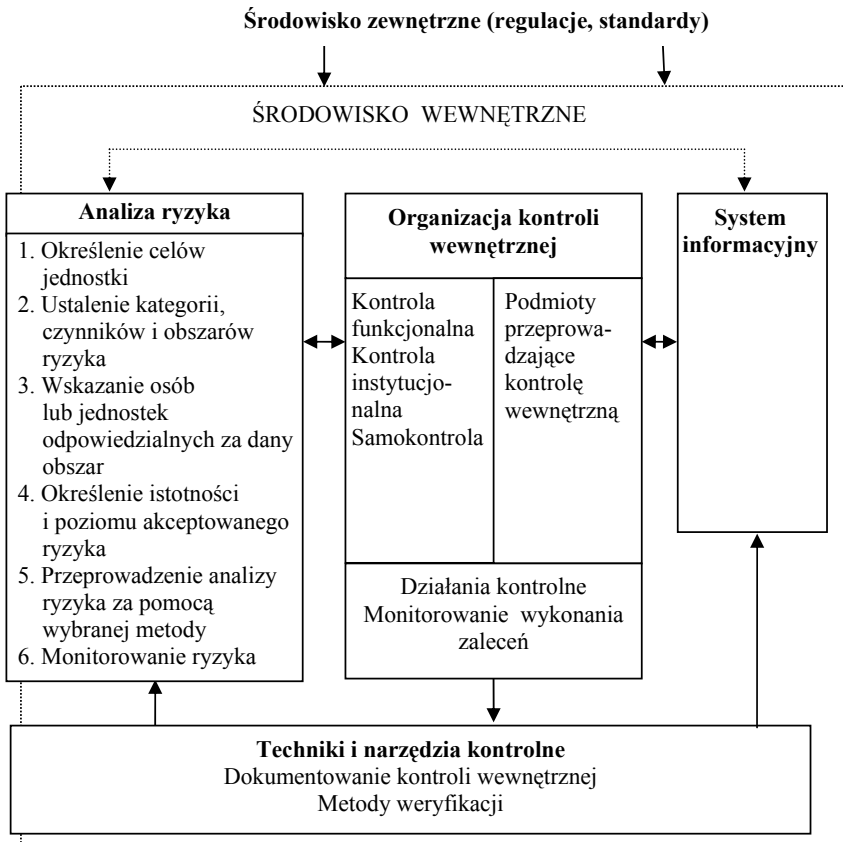 Środowisko zewnętrzne (regulacje, standardy)
ŚRODOWISKO WEWNĘTRZNE
Analiza ryzyka
1. Określenie celów
jednostki
2. Ustalenie kategorii,
czynników i obszarów
ryzyka
3. Wskazanie osób
lub jednostek
odpowiedzialnych za dany
obszar
4. Określenie istotności
i poziomu akceptowanego
ryzyka
5. Przeprowadzenie analizy
ryzyka za pomocą
wybranej metody
6. Monitorowanie ryzyka
Organizacja kontroli
wewnętrznej
Kontrola
funkcjonalna
Kontrola
instytucjo-
nalna
Samokontrola
Podmioty
przeprowa-
dzające
kontrolę
wewnętrzną
Działania kontrolne
Monitorowanie wykonania
zaleceń
System
informacyjny
Techniki i narzędzia kontrolne
Dokumentowanie kontroli wewnętrznej
Metody weryfikacji